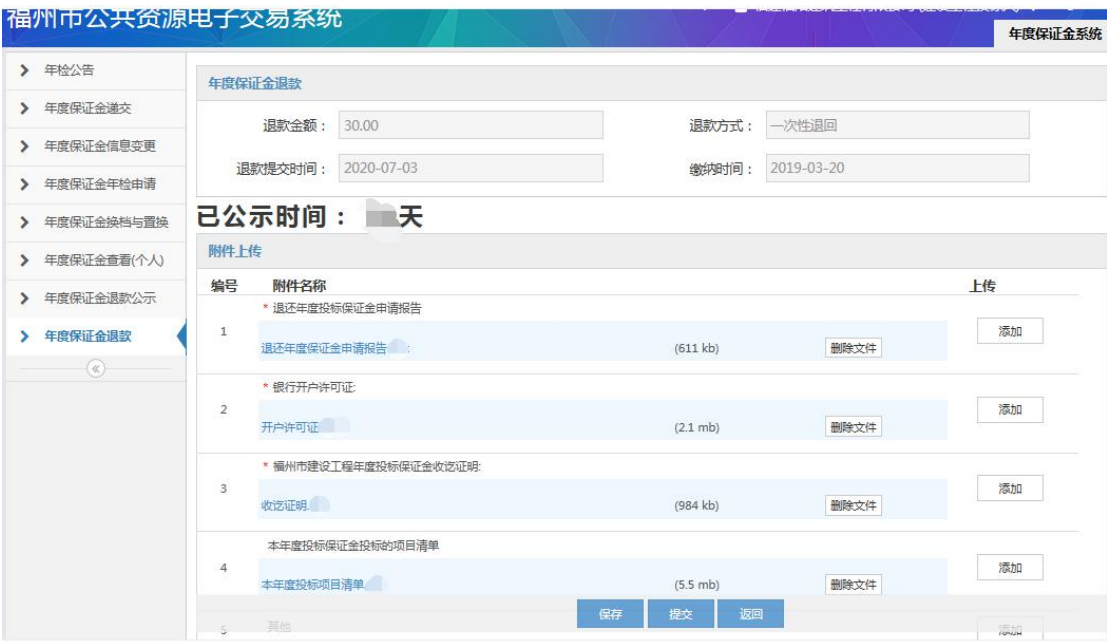 福州市公共资源电子交易系统
年度保证金系统
年检公告
年度保证金递交
年度保证金信息变更
年度保证金年检申请
年度保证金换档与置换
年度保证金查看(个人)
年度保证金退款公示
年度保证金退款
年度保证金退款
退款金额： 30.00 退款方式： 一次性退回
退款提交时间： 2020-07-03 缴纳时间： 2019-03-20
已公示时间： 天
附件上传
编号 附件名称 上传
* 退还年度投标保证金申请报告
1 添加
退还年度保证金申请报告 (611 kb) 删除文件
* 银行开户许可证:
2 添加
开户许可证 (2.1 mb) 删除文件
* 福州市建设工程年度投标保证金收讫证明:
3 添加
收讫证明. (984 kb) 删除文件
本年度投标保证金投标的项目清单
4 添加
本年度投标项目清单. (5.5 mb) 删除文件
保存 提交 返回
5 其他 添加